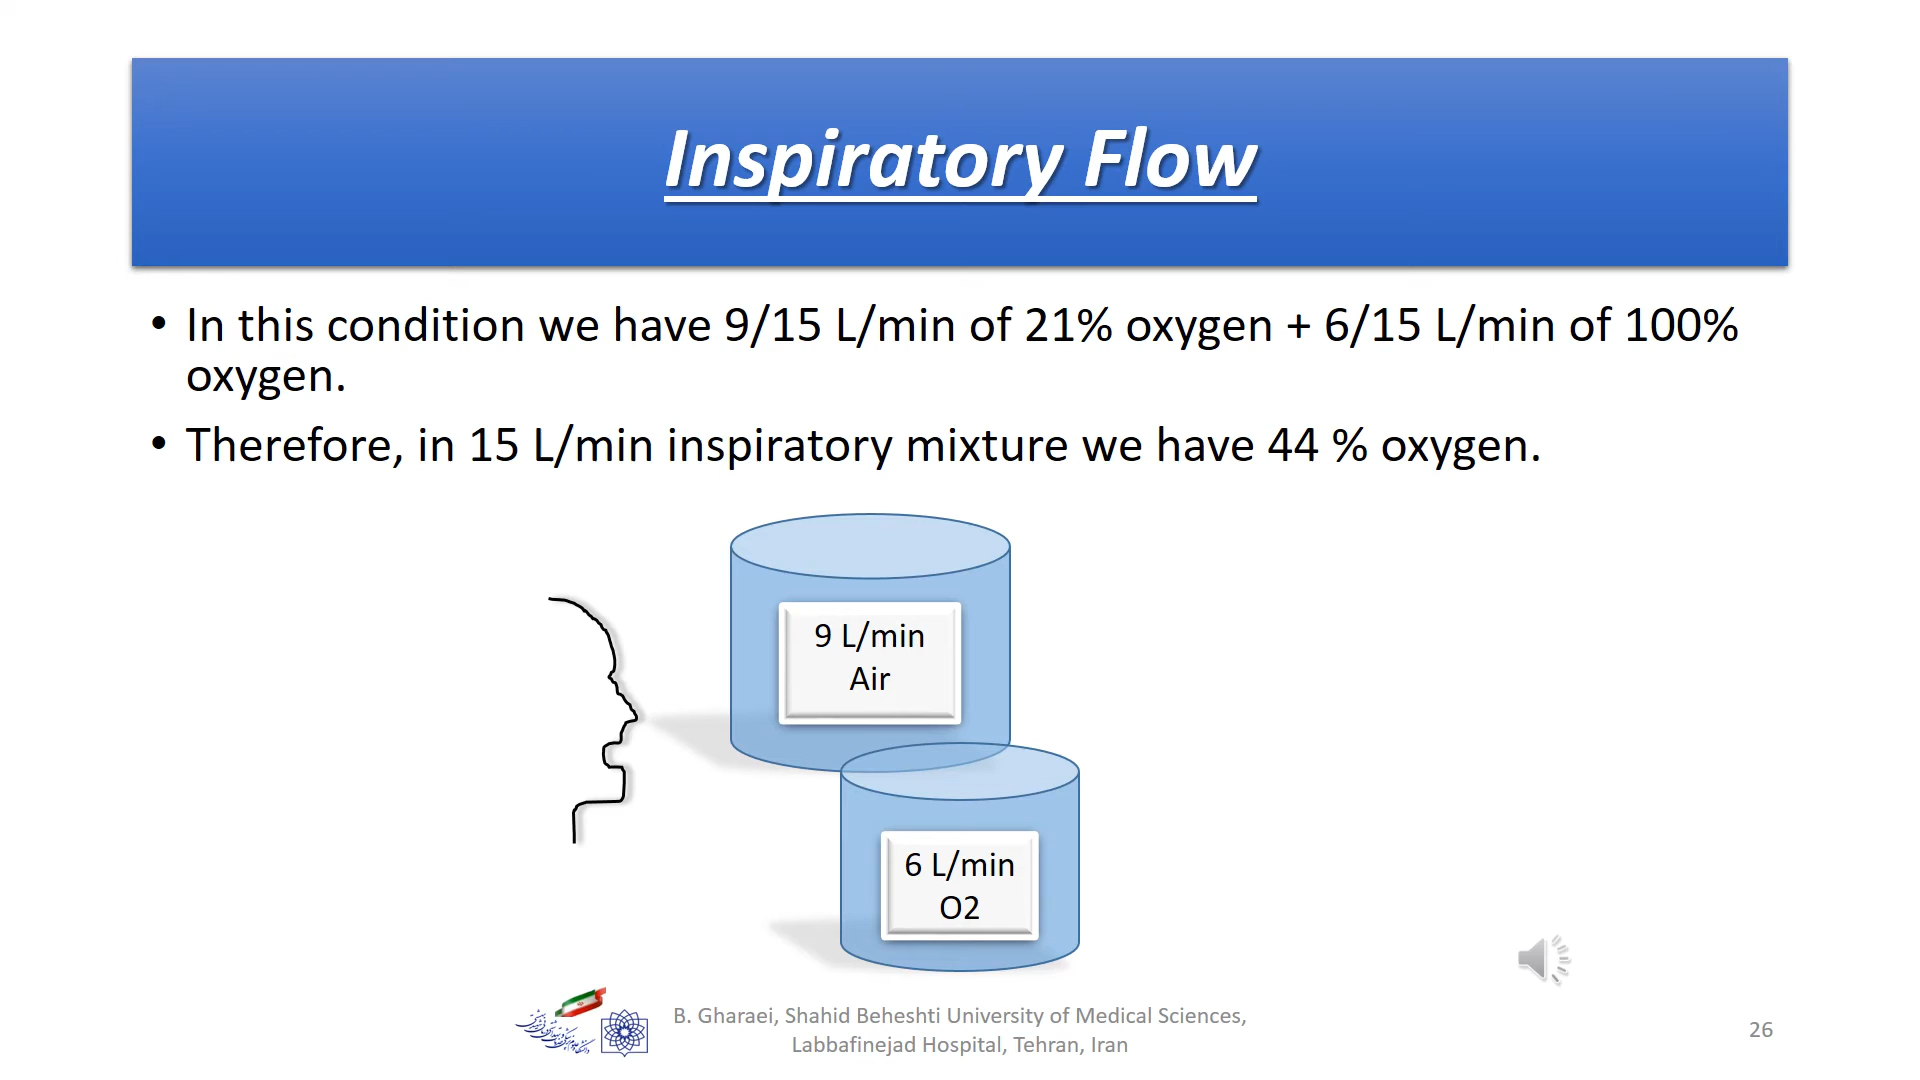 Inspiratory Flow
• In this condition we have 9/15 L/min of 21% oxygen + 6/15 L/min of 100%
oxygen.
• Therefore, in 15 L/min inspiratory mixture we have 44 % oxygen.
9 L/min
Air
6 L/min
O2
B. Gharaei, Shahid Beheshti University of Medical Sciences,
Labbafinejad Hospital, Tehran, Iran
26